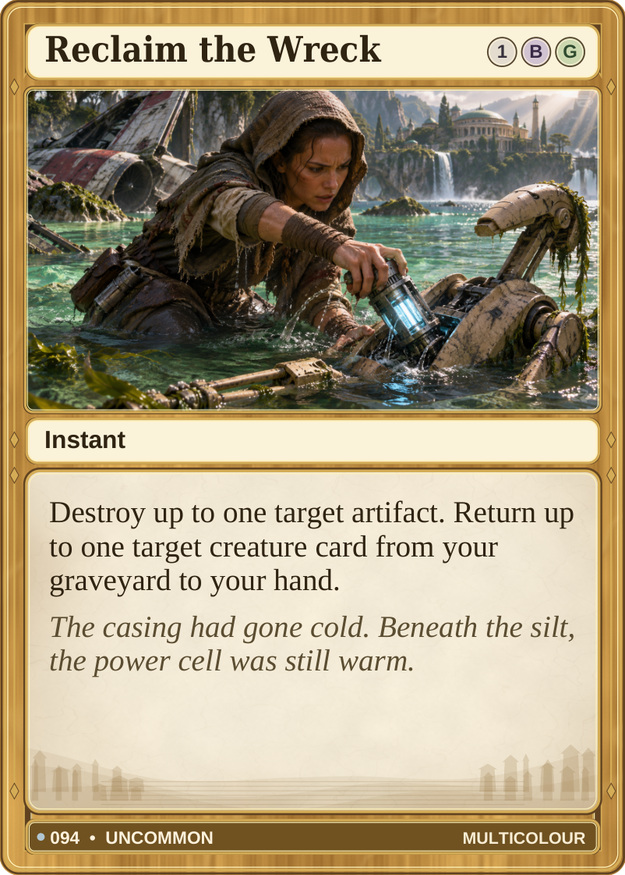 Reclaim the Wreck 1 B G
Instant
Destroy up to one target artifact. Return up
to one target creature card from your
graveyard to your hand.
The casing had gone cold. Beneath the silt,
the power cell was still warm.
094 • UNCOMMON MULTICOLOUR